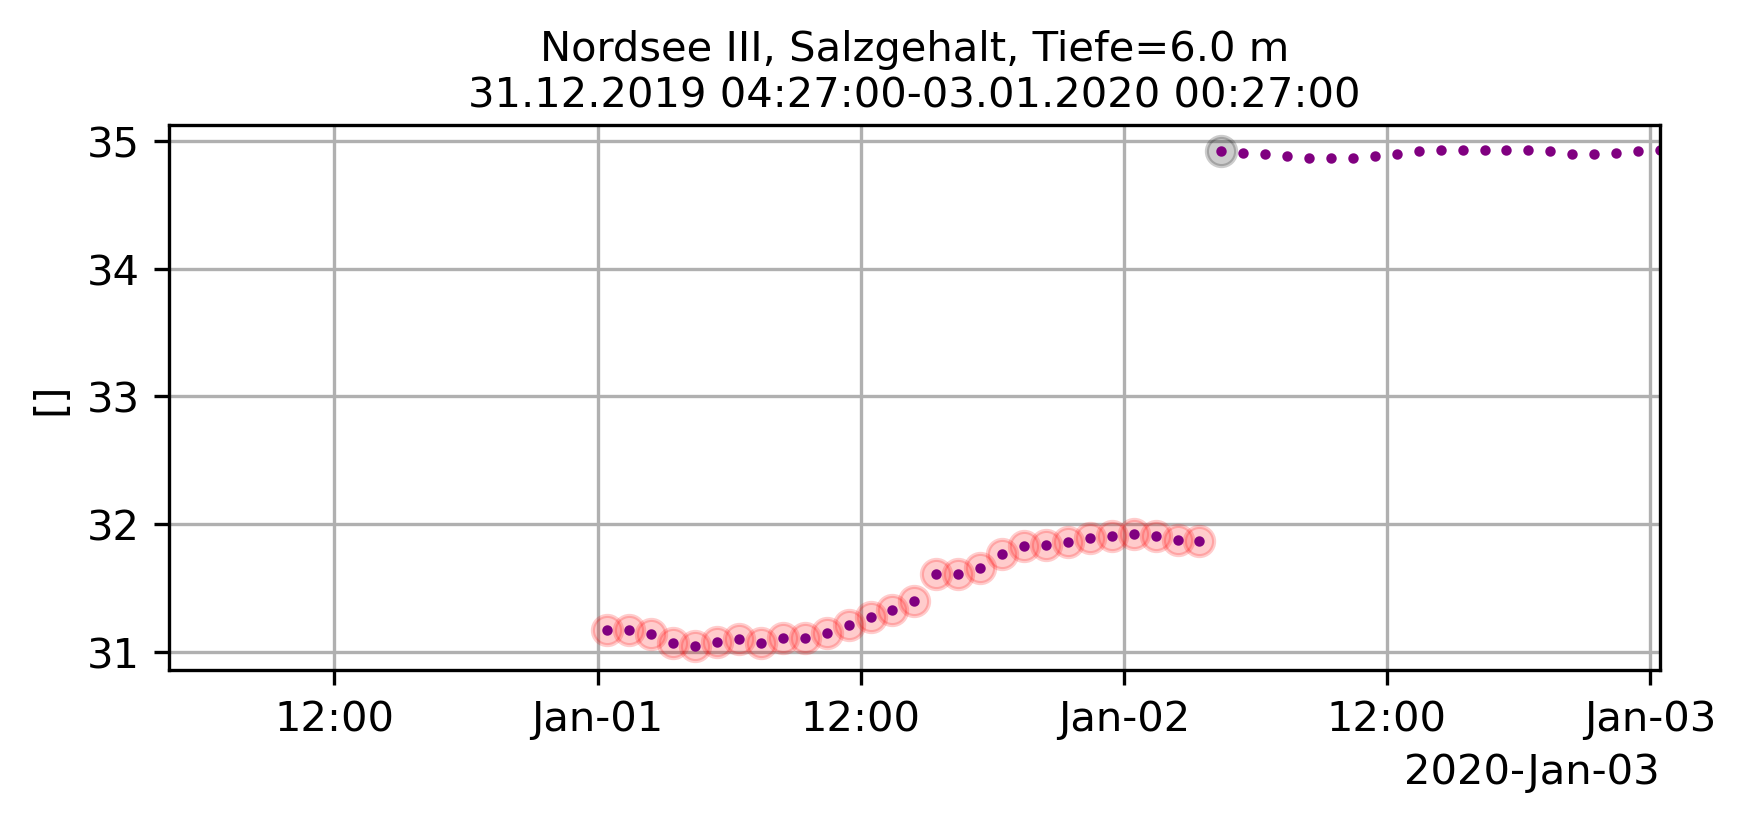 Nordsee III, Salzgehalt, Tiefe=6.0 m
31.12.2019 04:27:00-03.01.2020 00:27:00
35
34
33
32
31
[]
12:00 Jan-01 12:00 Jan-02 12:00 Jan-03
2020-Jan-03